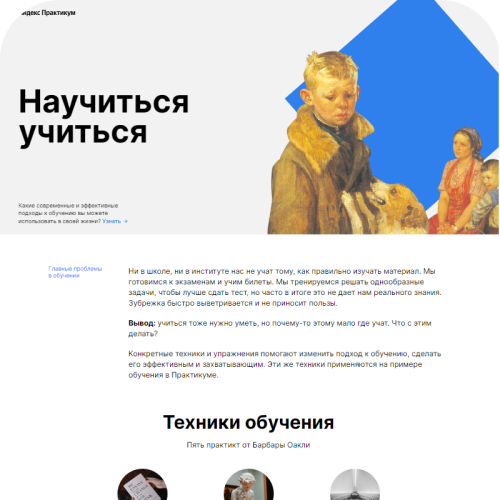 Яндекс Практикум
Научиться
учиться
Какие современные и эффективные
подходы к обучению вы можете
использовать в своей жизни? Узнать →
Главные проблемы
в обучении
Ни в школе, ни в институте нас не учат тому, как правильно изучать материал. Мы
готовимся к экзаменам и учим билеты. Мы тренируемся решать однообразные
задачи, чтобы лучше сдать тест, но часто в итоге это не дает нам реального знания.
Зубрежка быстро выветривается и не приносит пользы.
Вывод: учиться тоже нужно уметь, но почему-то этому мало где учат. Что с этим
делать?
Конкретные техники и упражнения помогают изменить подход к обучению, сделать
его эффективным и захватывающим. Эти же техники применяются на примере
обучения в Практикуме.
Техники обучения
Пять практикт от Барбары Оакли